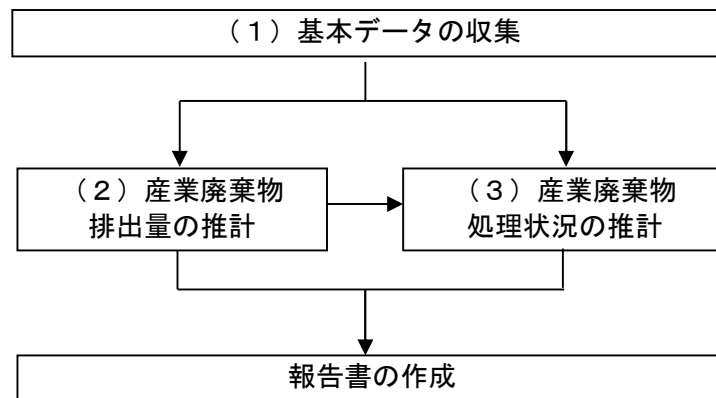 （１）基本データの収集
（２）産業廃棄物
排出量の推計
（３）産業廃棄物
処理状況の推計
報告書の作成